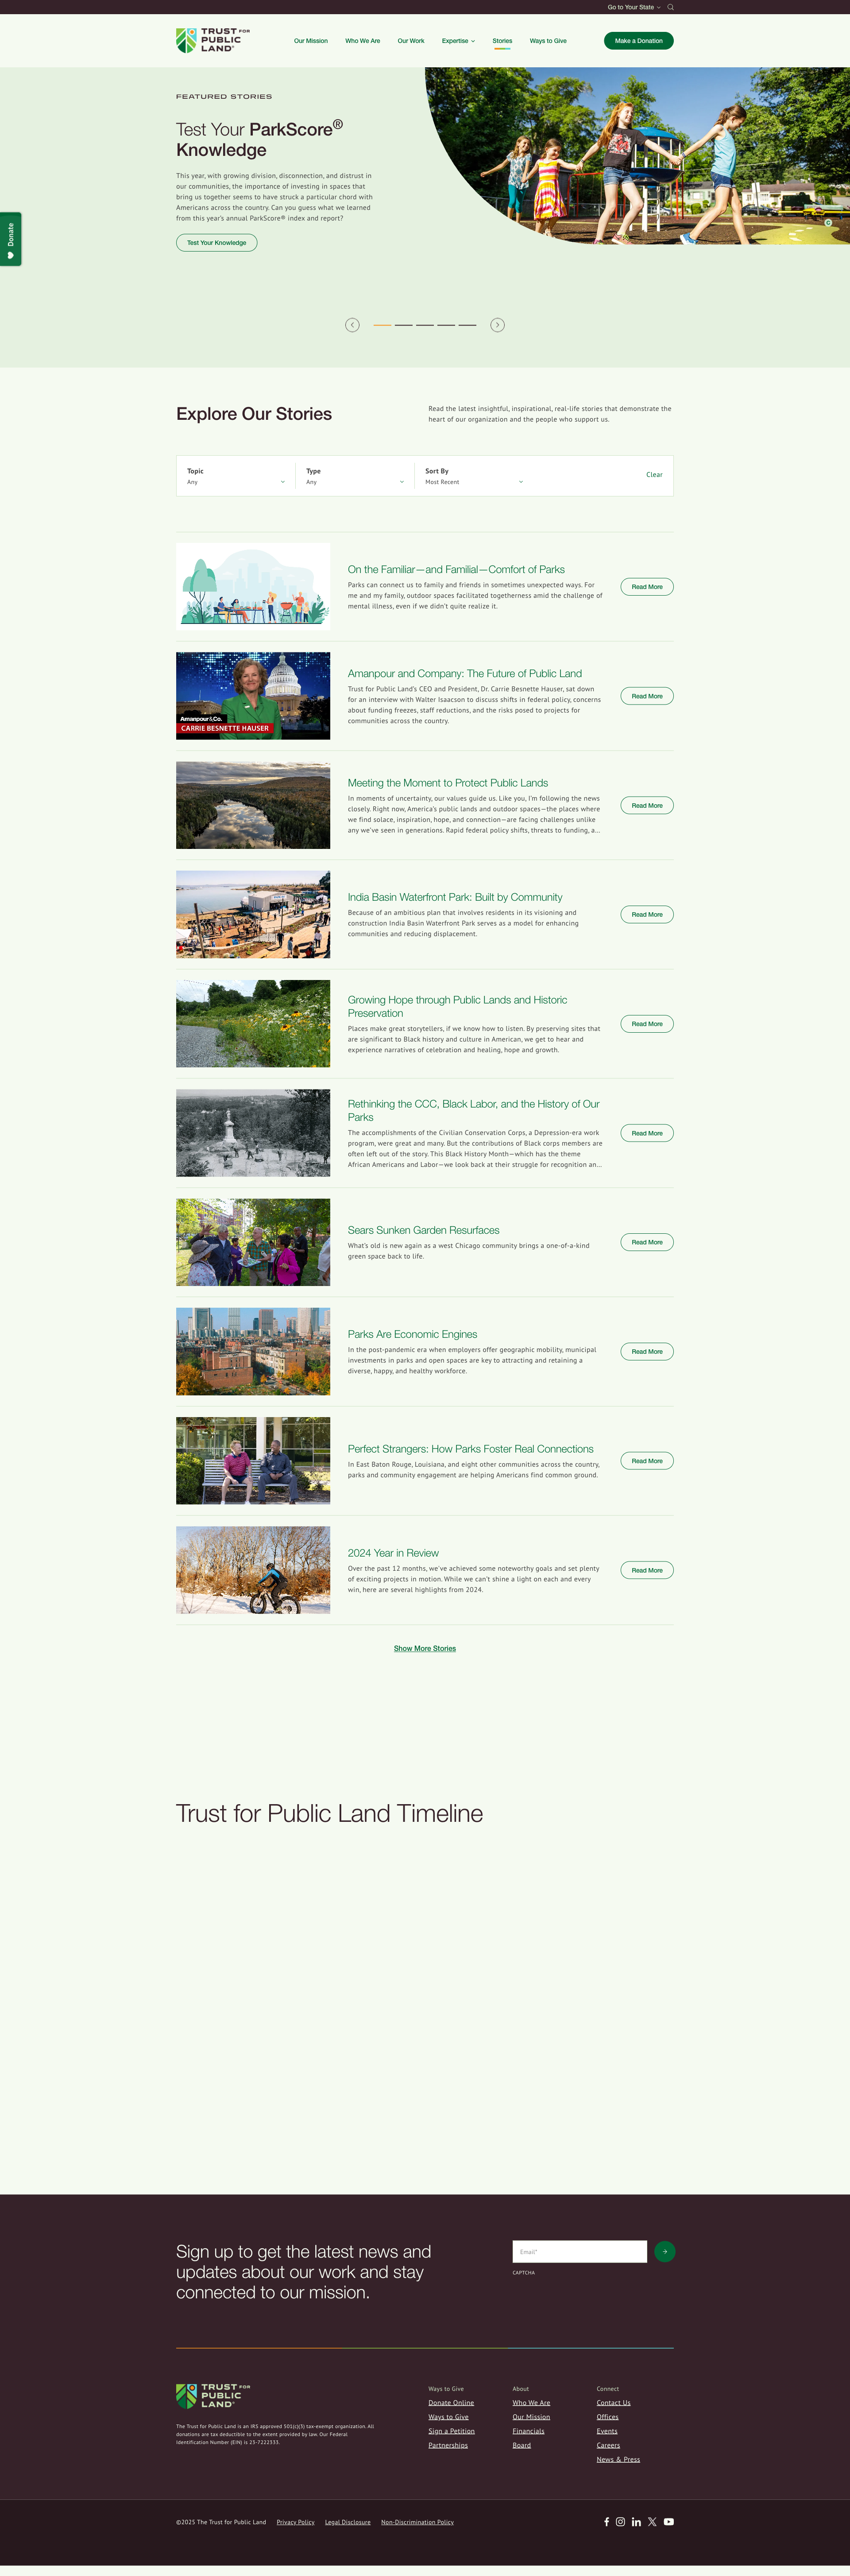 Go to Your State
TRUST FOR
PUBLIC
LAND®
Our Mission
Who We Are
Our Work
Expertise
Stories
Ways to Give
Make a Donation
FEATURED STORIES
Test Your ParkScore®
Knowledge
This year, with growing division, disconnection, and distrust in
our communities, the importance of investing in spaces that
bring us together seems to have struck a particular chord with
Americans across the country. Can you guess what we learned
from this year's annual ParkScore® index and report?
Test Your Knowledge
Donate
Explore Our Stories
Read the latest insightful, inspirational, real-life stories that demonstrate the
heart of our organization and the people who support us.
Topic
Any
Type
Any
Sort By
Most Recent
Clear
On the Familiar—and Familial—Comfort of Parks
Parks can connect us to family and friends in sometimes unexpected ways. For
me and my family, outdoor spaces facilitated togetherness amid the challenge of
mental illness, even if we didn't quite realize it.
Read More
Amanpour&Co.
CARRIE BESNETTE HAUSER
Amanpour and Company: The Future of Public Land
Trust for Public Land's CEO and President, Dr. Carrie Besnette Hauser, sat down
for an interview with Walter Isaacson to discuss shifts in federal policy, concerns
about funding freezes, staff reductions, and the risks posed to projects for
communities across the country.
Read More
Meeting the Moment to Protect Public Lands
In moments of uncertainty, our values guide us. Like you, I'm following the news
closely. Right now, America's public lands and outdoor spaces—the places where
we find solace, inspiration, hope, and connection—are facing challenges unlike
any we've seen in generations. Rapid federal policy shifts, threats to funding, a…
Read More
India Basin Waterfront Park: Built by Community
Because of an ambitious plan that involves residents in its visioning and
construction India Basin Waterfront Park serves as a model for enhancing
communities and reducing displacement.
Read More
Growing Hope through Public Lands and Historic
Preservation
Places make great storytellers, if we know how to listen. By preserving sites that
are significant to Black history and culture in American, we get to hear and
experience narratives of celebration and healing, hope and growth.
Read More
Rethinking the CCC, Black Labor, and the History of Our
Parks
The accomplishments of the Civilian Conservation Corps, a Depression-era work
program, were great and many. But the contributions of Black corps members are
often left out of the story. This Black History Month—which has the theme
African Americans and Labor—we look back at their struggle for recognition an…
Read More
Sears Sunken Garden Resurfaces
What's old is new again as a west Chicago community brings a one-of-a-kind
green space back to life.
Read More
Parks Are Economic Engines
In the post-pandemic era when employers offer geographic mobility, municipal
investments in parks and open spaces are key to attracting and retaining a
diverse, happy, and healthy workforce.
Read More
Perfect Strangers: How Parks Foster Real Connections
In East Baton Rouge, Louisiana, and eight other communities across the country,
parks and community engagement are helping Americans find common ground.
Read More
2024 Year in Review
Over the past 12 months, we've achieved some noteworthy goals and set plenty
of exciting projects in motion. While we can't shine a light on each and every
win, here are several highlights from 2024.
Read More
Show More Stories
Trust for Public Land Timeline
Sign up to get the latest news and
updates about our work and stay
connected to our mission.
Email*
CAPTCHA
TRUST FOR
PUBLIC
LAND®
The Trust for Public Land is an IRS approved 501(c)(3) tax-exempt organization. All
donations are tax deductible to the extent provided by law. Our Federal
Identification Number (EIN) is 23-7222333.
Ways to Give
Donate Online
Ways to Give
Sign a Petition
Partnerships
About
Who We Are
Our Mission
Financials
Board
Connect
Contact Us
Offices
Events
Careers
News & Press
©2025 The Trust for Public Land
Privacy Policy
Legal Disclosure
Non-Discrimination Policy